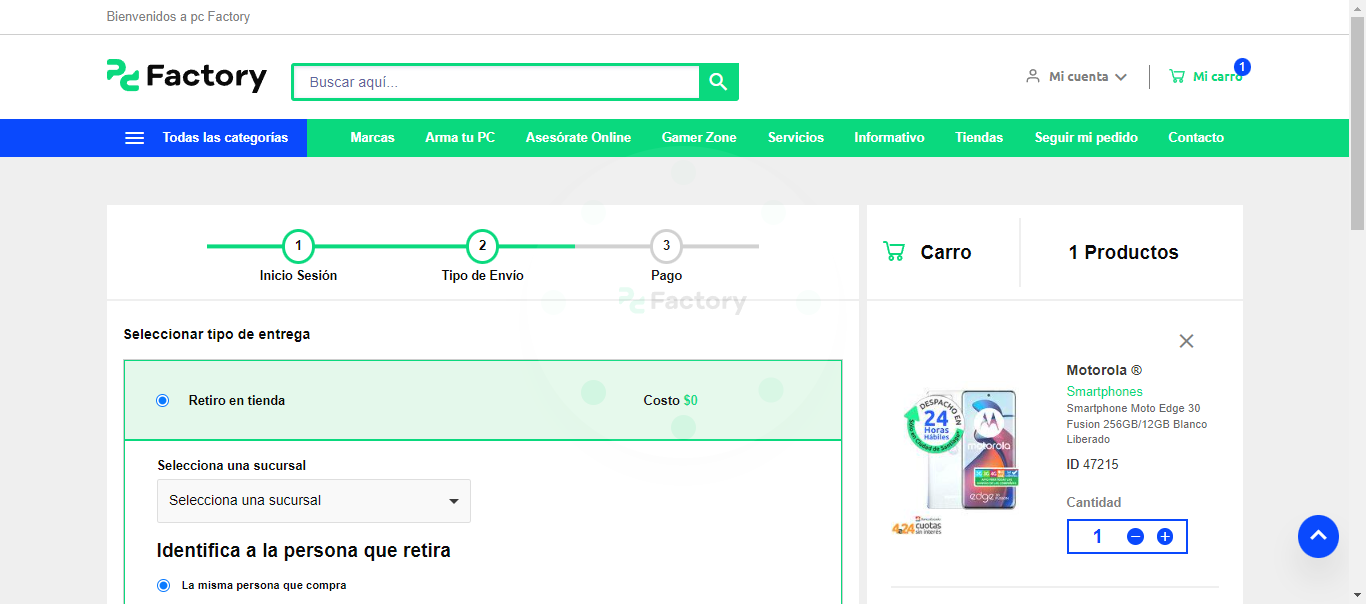 Bienvenidos a pc Factory
Factory
Buscar aquí...
Mi cuenta
Mi carro
1
Todas las categorías
Marcas
Arma tu PC
Asesórate Online
Gamer Zone
Servicios
Informativo
Tiendas
Seguir mi pedido
Contacto
1
2
3
Inicio Sesión
Tipo de Envío
Pago
Factory
Carro
1 Productos
Seleccionar tipo de entrega
Retiro en tienda
Costo $0
Selecciona una sucursal
Selecciona una sucursal
Identifica a la persona que retira
La misma persona que compra
DESPACHO EN
24
Horas
Hábiles
motorola
edge
4a24 cuotas
sin interés
Motorola ®
Smartphones
Smartphone Moto Edge 30
Fusion 256GB/12GB Blanco
Liberado
ID 47215
Cantidad
1